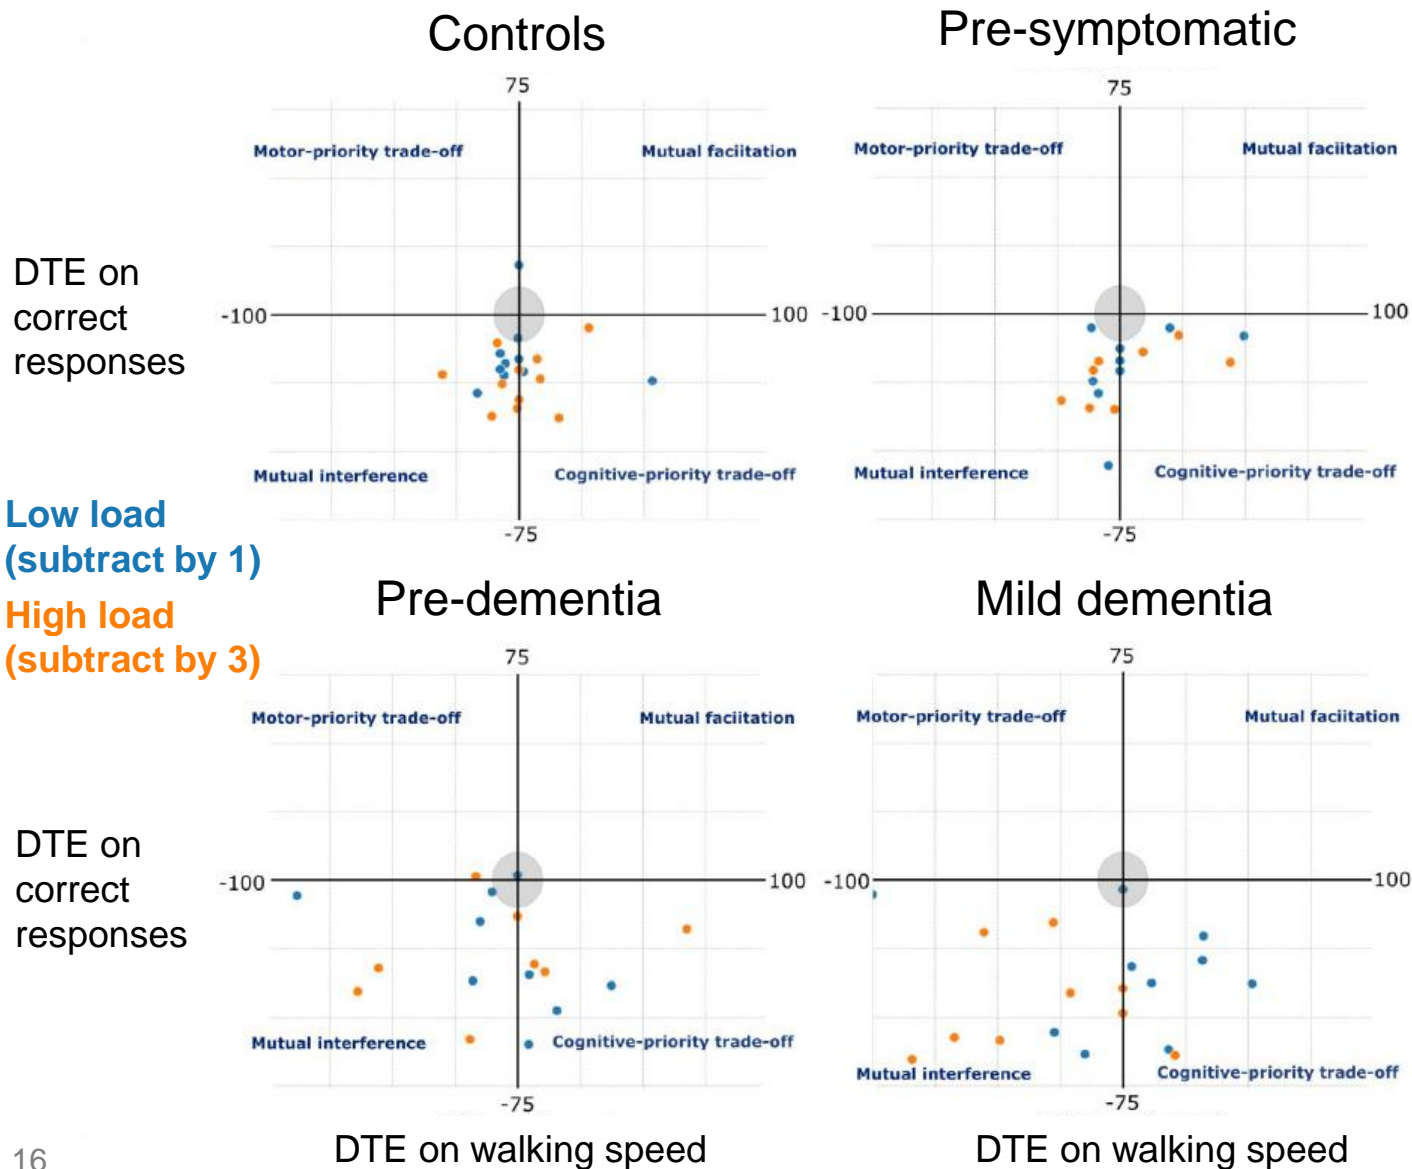 Controls
Pre-symptomatic
75
75
Motor-priority trade-off
Mutual faciitation
Motor-priority trade-off
Mutual faciitation
DTE on
correct
responses
-100
100
-100
100
Mutual interference
Cognitive-priority trade-off
Mutual interference
Cognitive-priority trade-off
-75
-75
Low load
(subtract by 1)
High load
(subtract by 3)
Pre-dementia
Mild dementia
75
75
Motor-priority trade-off
Mutual faciitation
Motor-priority trade-off
Mutual faciitation
DTE on
correct
responses
-100
100
-100
100
Mutual interference
Cognitive-priority trade-off
Mutual interference
Cognitive-priority trade-off
-75
-75
DTE on walking speed
DTE on walking speed
16